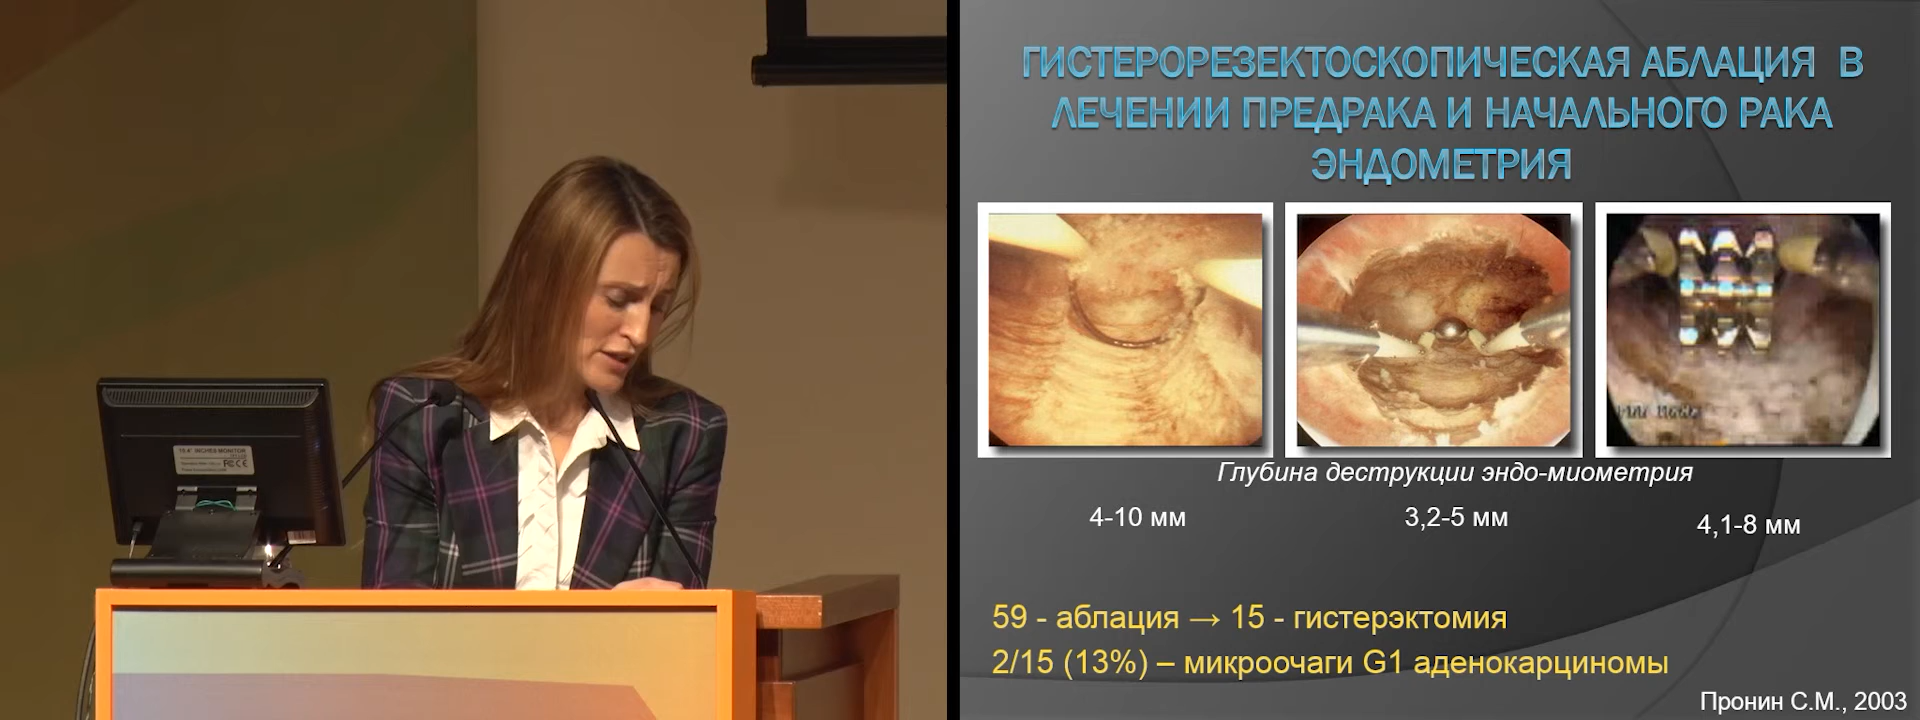 ГИСТЕРОРЕЗЕКТОСКОПИЧЕСКАЯ АБЛАЦИЯ В
ЛЕЧЕНИИ ПРЕДРАКА И НАЧАЛЬНОГО РАКА
ЭНДОМЕТРИЯ
Глубина деструкции эндо-миометрия
4-10 мм
3,2-5 мм
4,1-8 мм
59 - аблация → 15 - гистерэктомия
2/15 (13%) – микроочаги G1 аденокарциномы
Пронин С.М., 2003